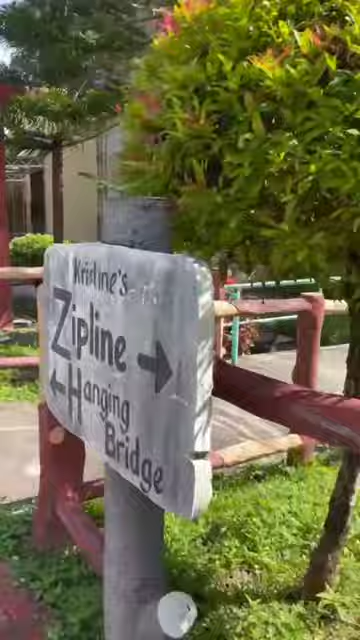 Kristine's
Zipline →
← Hanging
Bridge